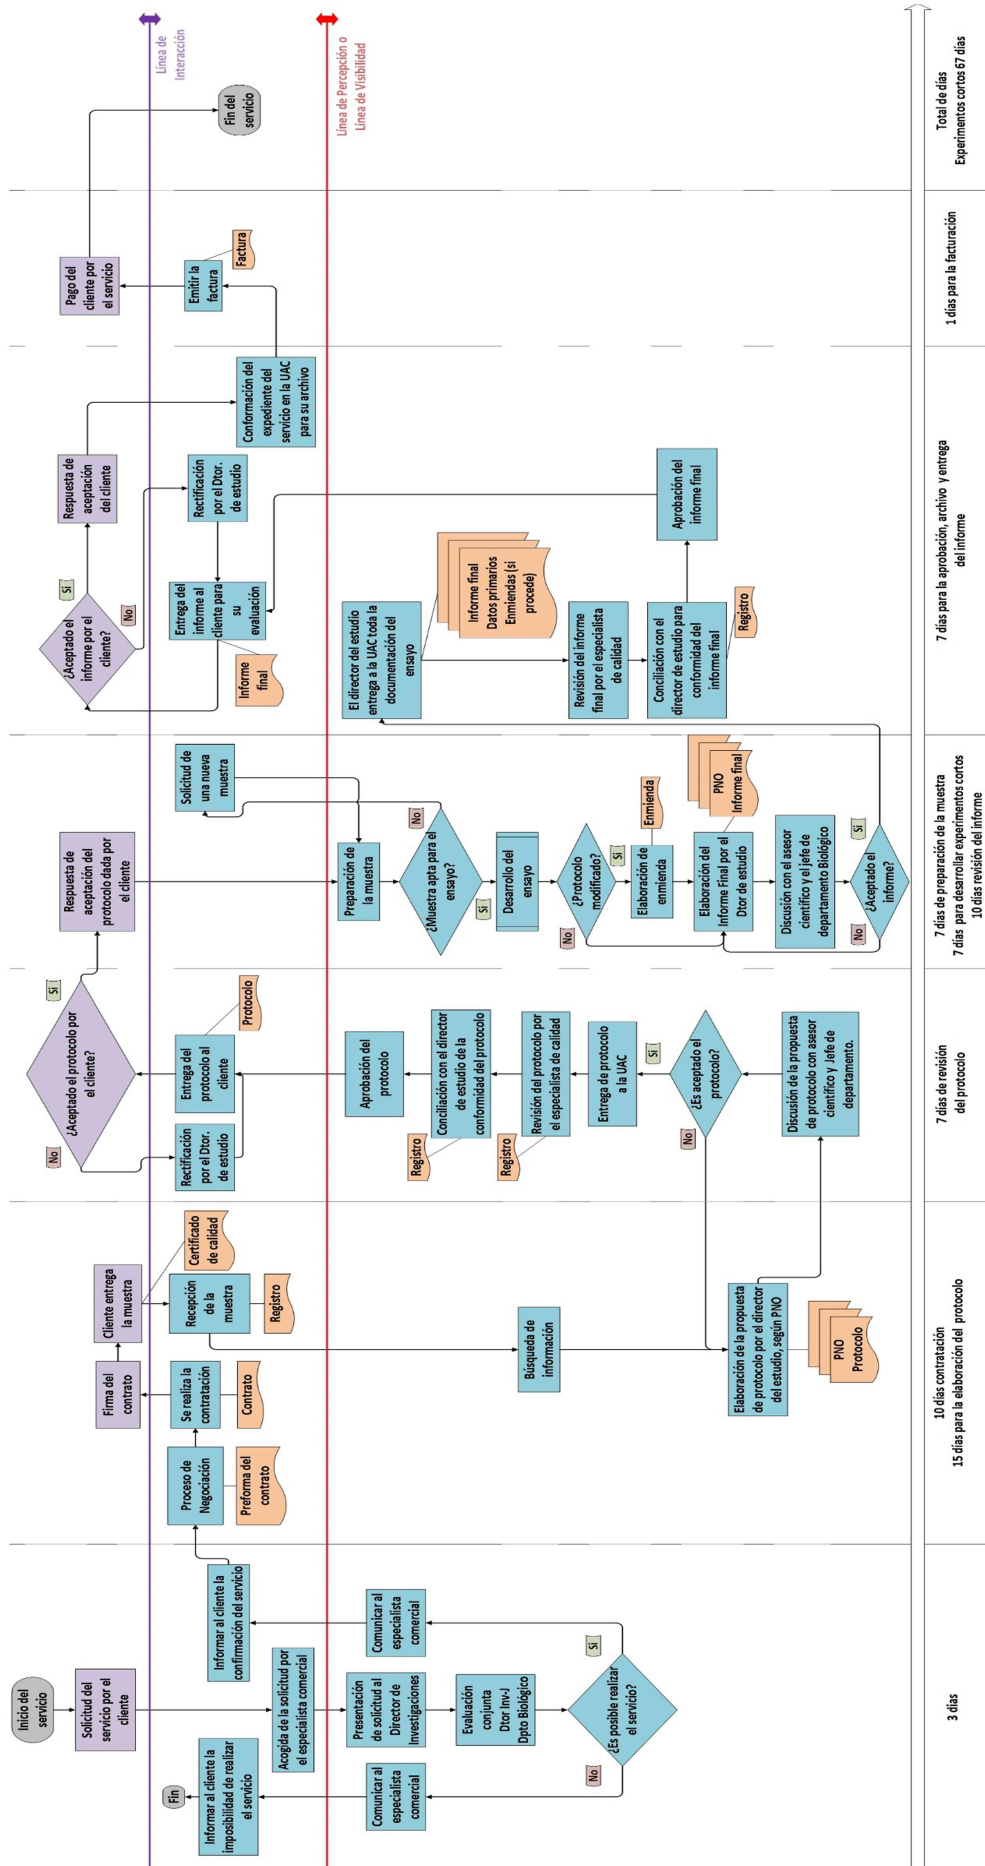 Inicio del
servicio
Solicitud del
servicio por el
cliente
Línea de
Interacción
Fin
Informar al cliente la
imposibilidad de realizar
el servicio
Acogida de la solicitud por
el especialista comercial
Informar al cliente la
confirmación del servicio
Línea de Percepción o
Línea de Visibilidad
Comunicar al
especialista
comercial
Presentación
de solicitud al
Director de
Investigaciones
Comunicar al
especialista
comercial
Evaluación
conjunta
Dtor Inv-J
Dpto Biológico
¿Es posible realizar
el servicio?
No
Si
3 días
Proceso de
Negociación
Preforma del
contrato
Se realiza la
contratación
Contrato
Firma del
contrato
Cliente entrega
la muestra
Certificado
de calidad
Recepción
de la
muestra
Registro
Búsqueda de
información
Elaboración de la propuesta
de protocolo por el director
del estudio, según PNO
PNO
Protocolo
10 días contratación
15 días para la elaboración del protocolo
¿Aceptado el protocolo por
el cliente?
No
Si
Rectificación
por el Dtor.
de estudio
Entrega del
protocolo al
cliente
Protocolo
Aprobación del
protocolo
Conciliación con el director
de estudio de la
conformidad del protocolo
Registro
Revisión del protocolo por
el especialista de calidad
Registro
Entrega de protocolo
a la UAC
¿Es aceptado el
protocolo?
Si
No
Discusión de la propuesta
de protocolo con asesor
científico y Jefe de
departamento.
7 días de revisión
del protocolo
Respuesta de
aceptación del
protocolo dada por
el cliente
Solicitud de
una nueva
muestra
Preparación de
la muestra
¿Muestra apta para el
ensayo?
No
Si
Desarrollo del
ensayo
¿Protocolo
modificado?
No
Si
Elaboración de
enmienda
Enmienda
Elaboración del
Informe Final por el
Dtor de estudio
PNO
Informe final
Discusión con el asesor
científico y el jefe de
departamento Biológico
¿Aceptado el
informe?
No
Si
7 días de preparación de la muestra
7 días para desarrollar experimentos cortos
10 días revisión del informe
¿Aceptado el
informe por el
cliente?
Si
No
Respuesta de
aceptación
del cliente
Entrega del
informe al
cliente para
su
evaluación
Informe
final
Rectificación
por el Dtor.
de estudio
Conformación del
expediente del
servicio en la UAC
para su archivo
El director del estudio
entrega a la UAC toda la
documentación del
ensayo
Informe final
Datos primarios
Enmiendas (si
procede)
Revisión del informe
final por el especialista
de calidad
Conciliación con el
director de estudio para
conformidad del
informe final
Registro
Aprobación del
informe final
7 días para la aprobación, archivo y entrega
del informe
Pago del
cliente por
el servicio
Emitir la
factura
Factura
1 días para la facturación
Fin del
servicio
Total de días
Experimentos cortos 67 días